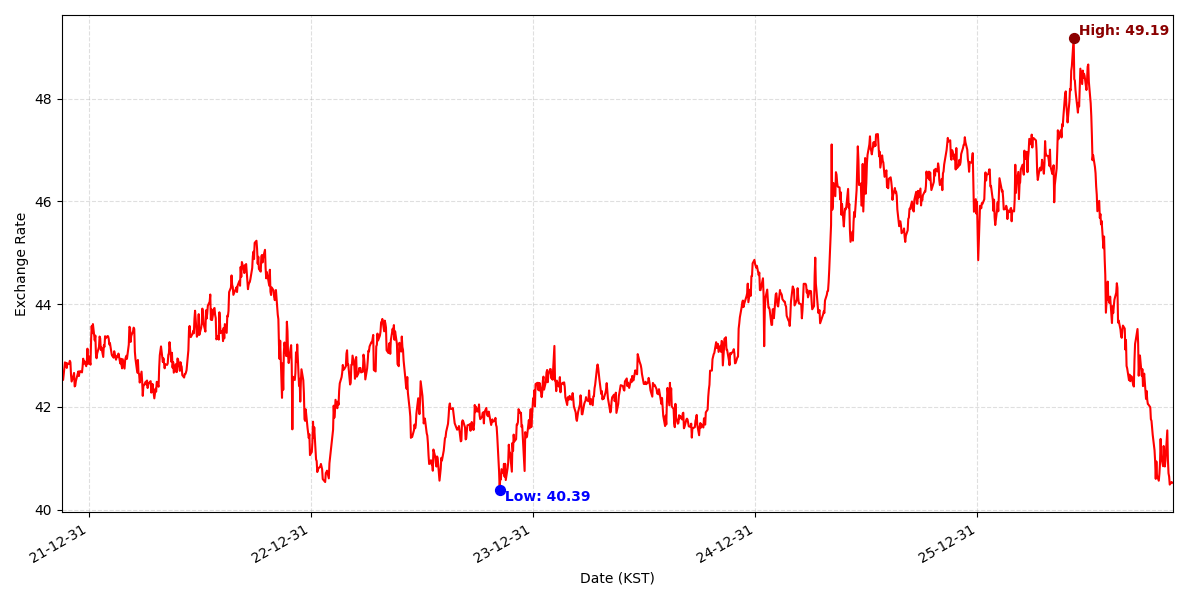 High: 49.19
48
46
44
42
40
Exchange Rate
Low: 40.39
21-12-31
22-12-31
23-12-31
24-12-31
25-12-31
Date (KST)